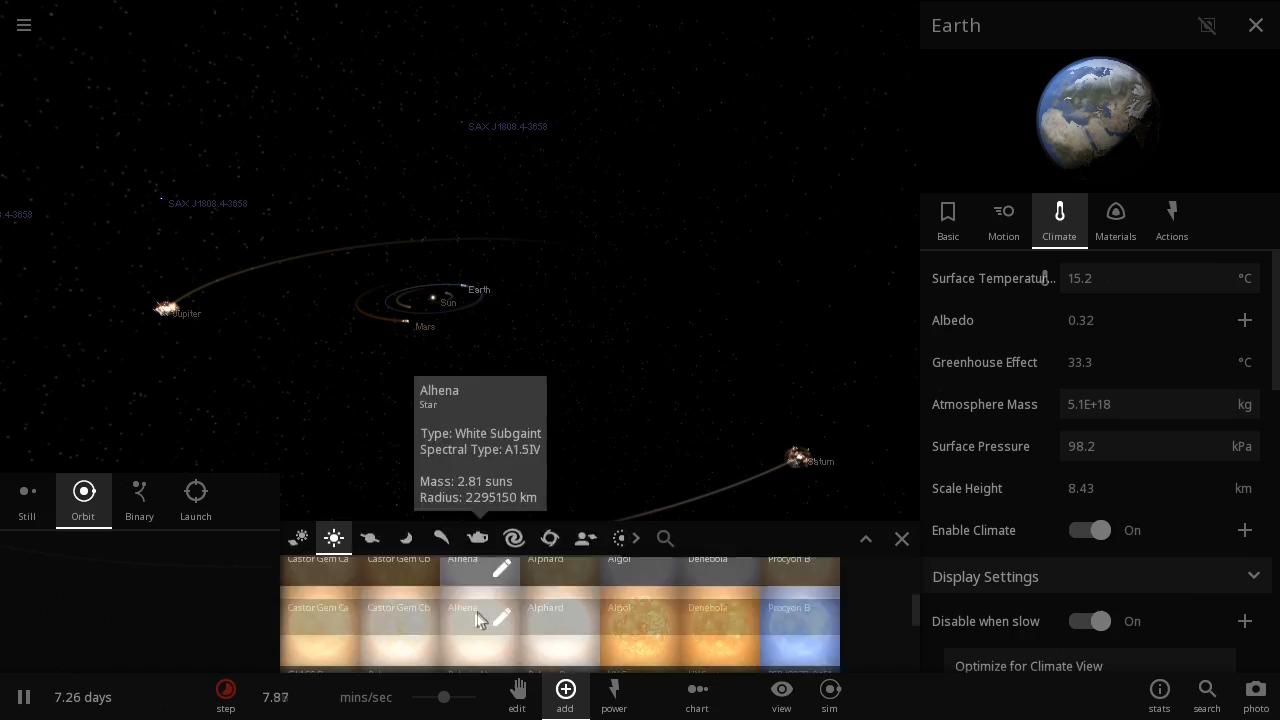 Earth
SAX J1808.4-3658
SAX J1808.4-3658
3.4-3658
Basic
Motion
Climate
Materials
Actions
Surface Temperatur...
15.2
°C
Albedo
0.32
Earth
Sun
Jupiter
Mars
Greenhouse Effect
33.3
°C
Atmosphere Mass
5.1E+18
kg
Alhena
Star
Type: White Subgaint
Spectral Type: A1.5IV
Mass: 2.81 suns
Radius: 2295150 km
Surface Pressure
98.2
kPa
Saturn
Scale Height
8.43
km
Still
Orbit
Binary
Launch
Enable Climate
On
Castor Gem Ca
Castor Gem Cb
Alhena
Alphard
Algol
Denebola
Procyon B
Display Settings
Castor Gem Ca
Castor Gem Cb
Alhena
Alphard
Algol
Denebola
Procyon B
Disable when slow
On
Optimize for Climate View
7.26 days
step
mins/sec
edit
add
power
chart
view
sim
stats
search
photo